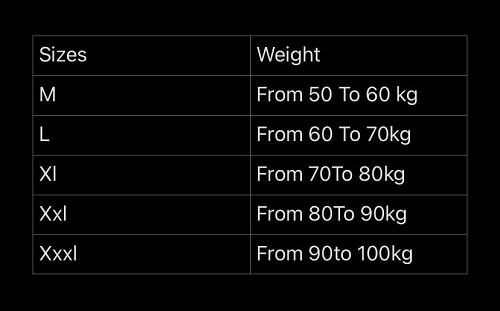 Sizes Weight
M From 50 To 60 kg
L From 60 To 70kg
Xl From 70To 80kg
Xxl From 80To 90kg
Xxxl From 90to 100kg